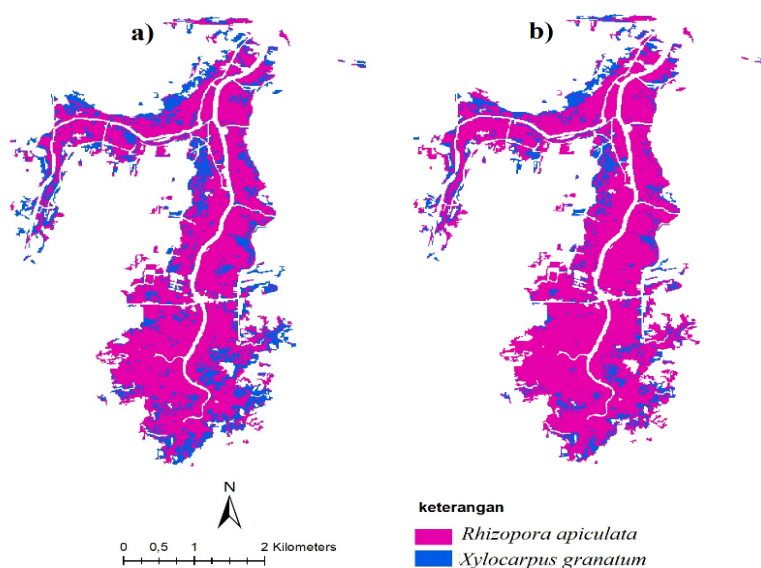 a)
b)
N
0 0,5 1 2 Kilometers
keterangan
Rhizopora apiculata
Xylocarpus granatum